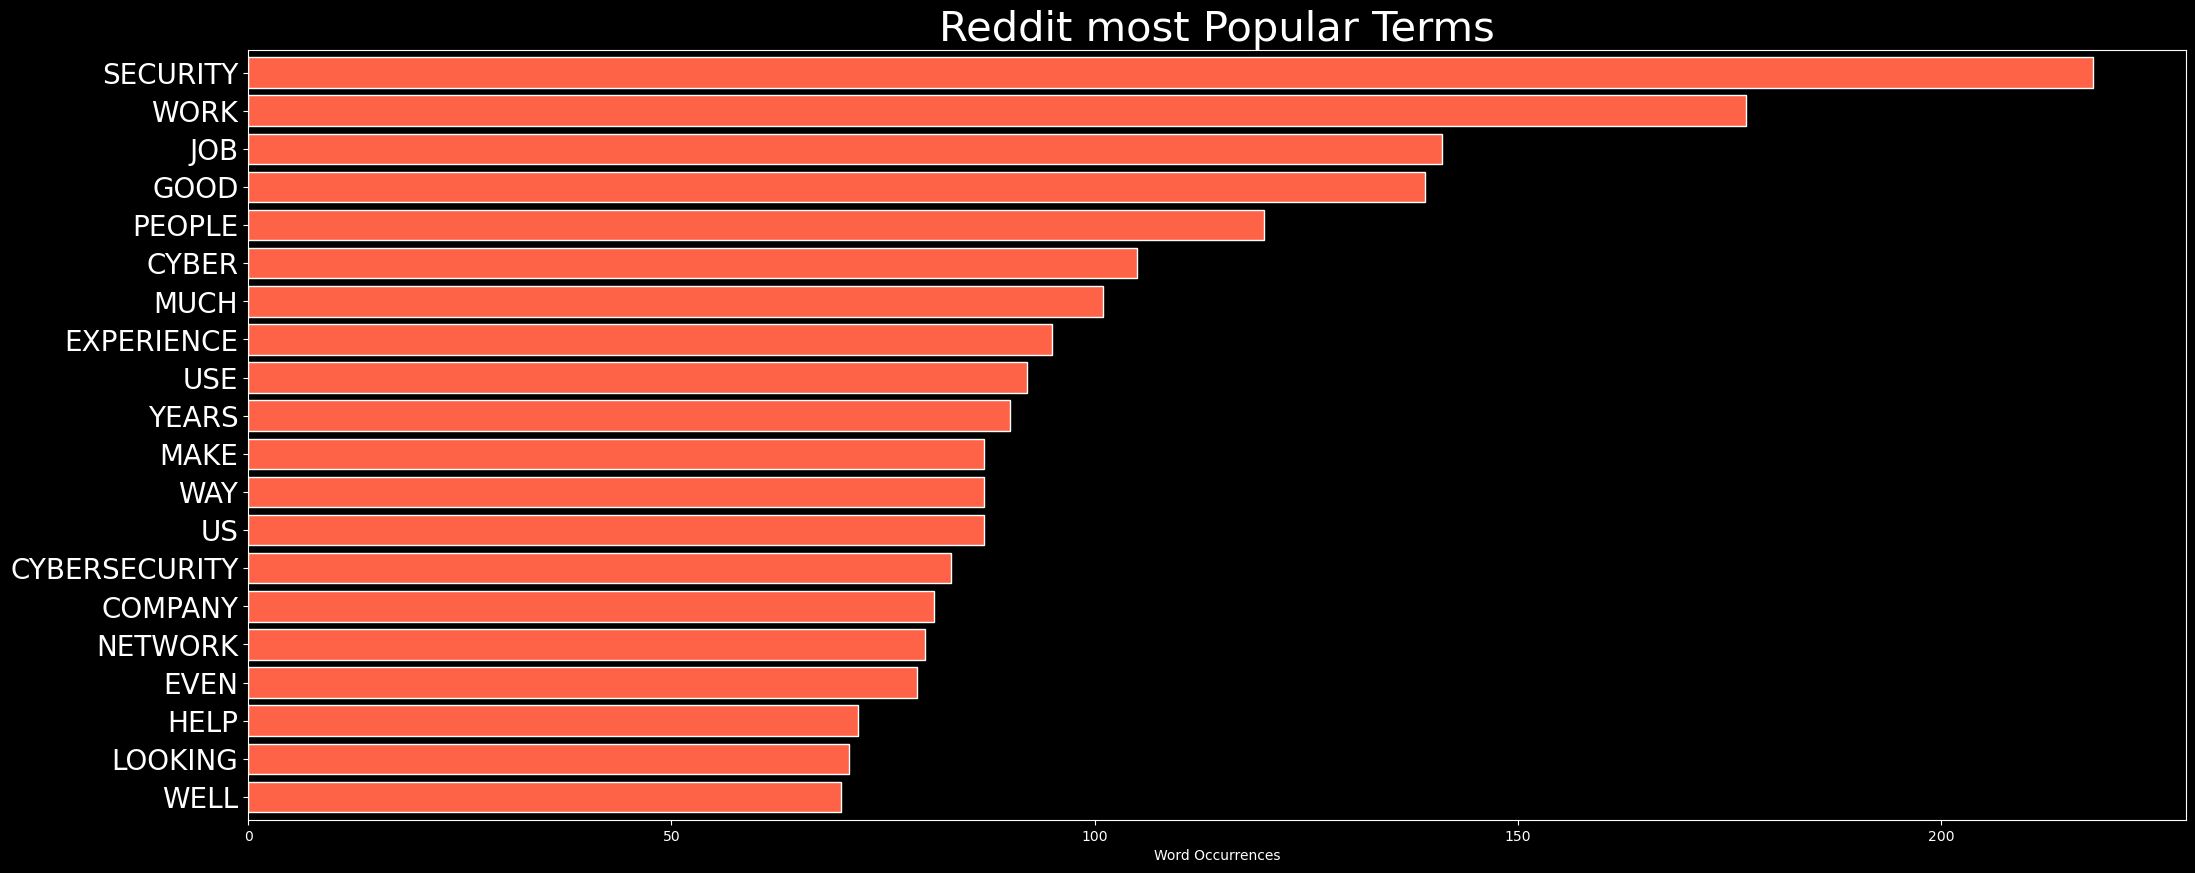 Reddit most Popular Terms
SECURITY
WORK
JOB
GOOD
PEOPLE
CYBER
MUCH
EXPERIENCE
USE
YEARS
MAKE
WAY
US
CYBERSECURITY
COMPANY
NETWORK
EVEN
HELP
LOOKING
WELL
0 50 100 150 200
Word Occurrences